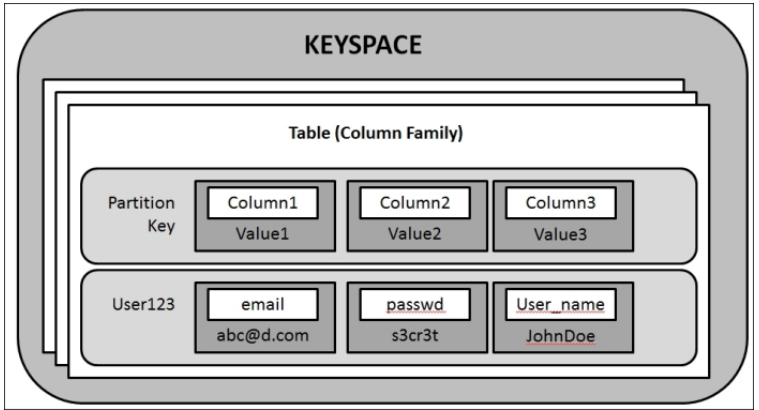 KEYSPACE
Table (Column Family)
Partition
Key
Column1
Value1
Column2
Value2
Column3
Value3
User123
email
abc@d.com
passwd
s3cr3t
User_name
JohnDoe